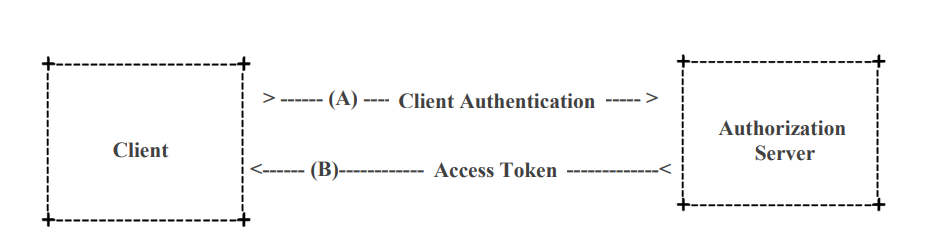 > ------ (A) ---- Client Authentication ----- >
Client
Authorization
Server
<------ (B)------------ Access Token -------------<